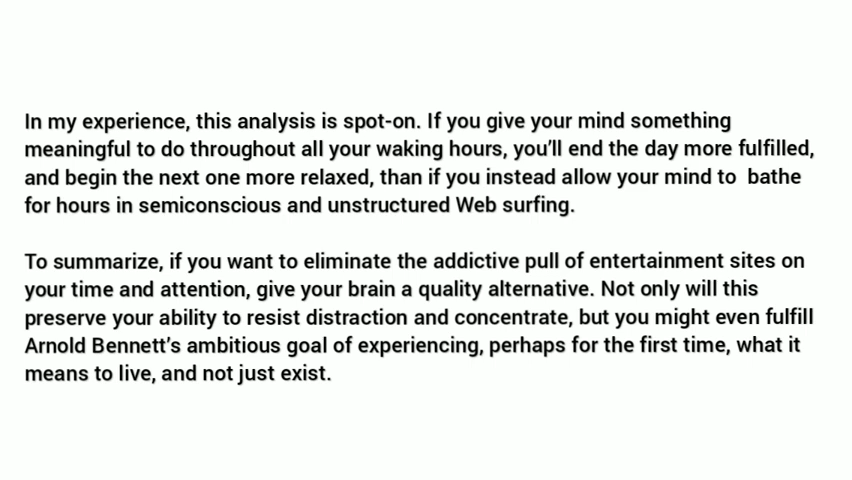 In my experience, this analysis is spot-on. If you give your mind something
meaningful to do throughout all your waking hours, you’ll end the day more fulfilled,
and begin the next one more relaxed, than if you instead allow your mind to  bathe
for hours in semiconscious and unstructured Web surfing.
To summarize, if you want to eliminate the addictive pull of entertainment sites on
your time and attention, give your brain a quality alternative. Not only will this
preserve your ability to resist distraction and concentrate, but you might even fulfill
Arnold Bennett’s ambitious goal of experiencing, perhaps for the first time, what it
means to live, and not just exist.